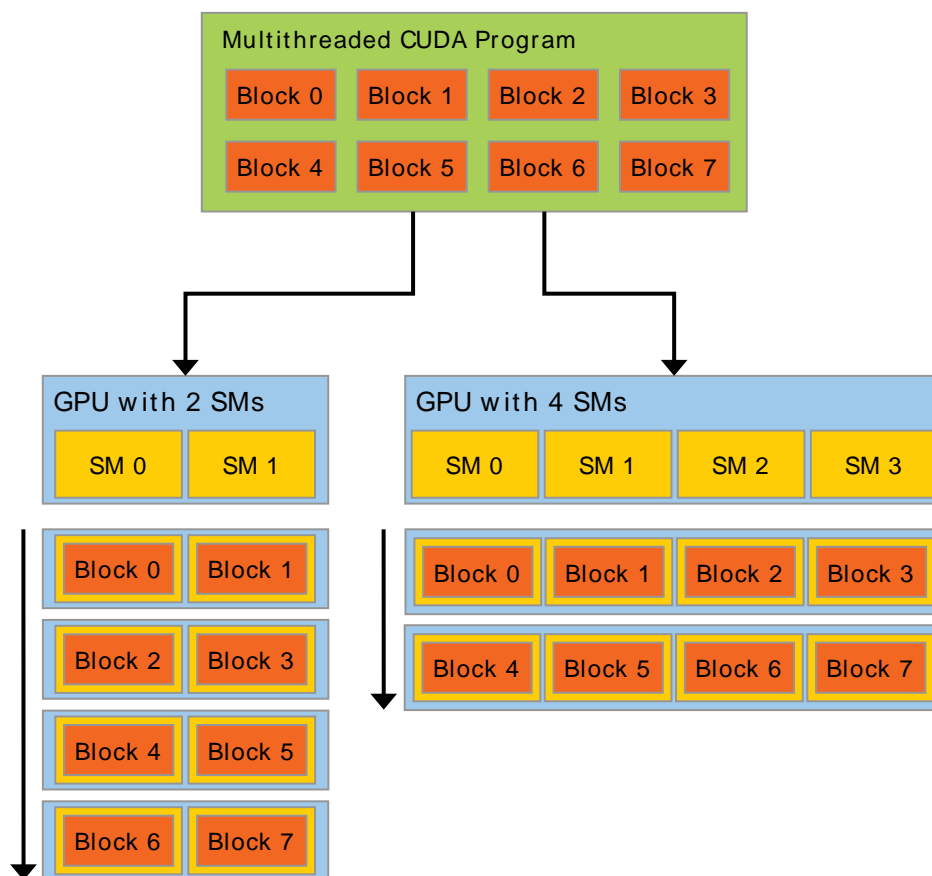 Multithreaded CUDA Program
Block 0 Block 1 Block 2 Block 3
Block 4 Block 5 Block 6 Block 7
GPU with 2 SMs
SM 0 SM 1
Block 0 Block 1
Block 2 Block 3
Block 4 Block 5
Block 6 Block 7
GPU with 4 SMs
SM 0 SM 1 SM 2 SM 3
Block 0 Block 1 Block 2 Block 3
Block 4 Block 5 Block 6 Block 7